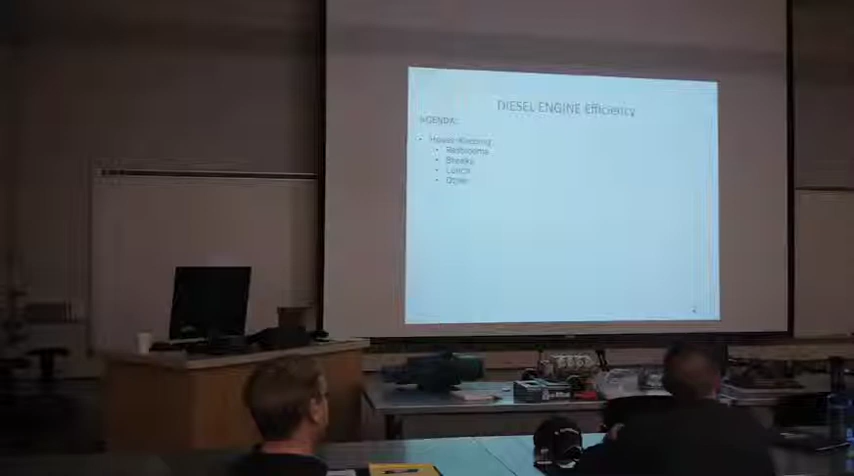 DIESEL ENGINE Efficiency
AGENDA:
• House Keeping
• Restrooms
• Breaks
• Lunch
• Other